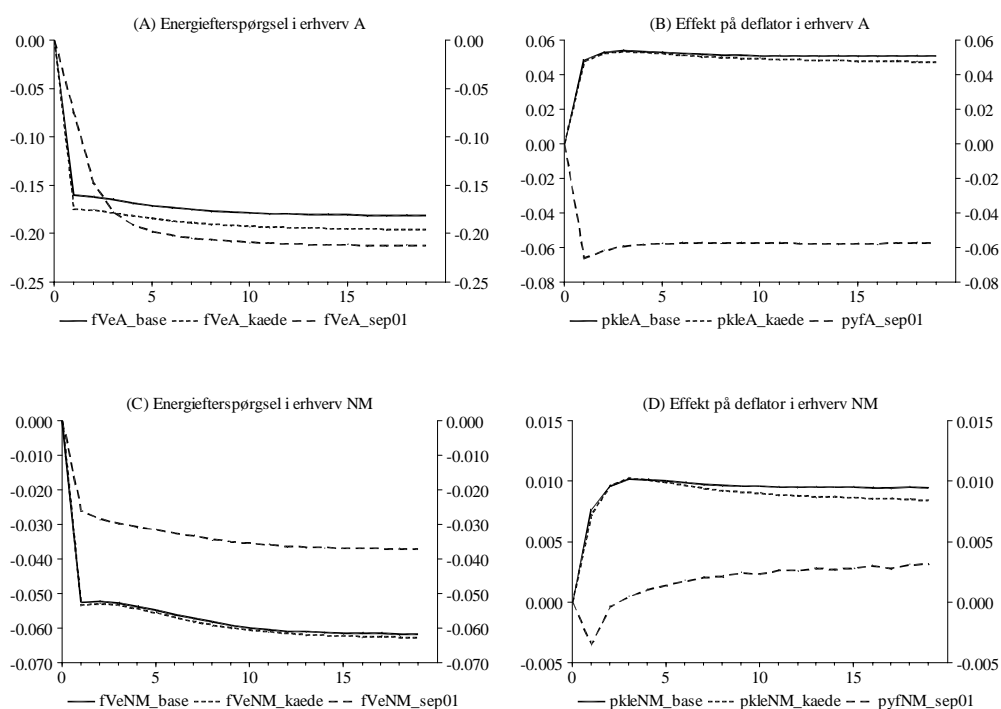 (A) Energiefterspørgsel i erhverv A
0.00 0.00
-0.05 -0.05
-0.10 -0.10
-0.15 -0.15
-0.20 -0.20
-0.25 -0.25
0 5 10 15
fVeA_base fVeA_kaede fVeA_sep01
(B) Effekt på deflator i erhverv A
0.06 0.06
0.04 0.04
0.02 0.02
0.00 0.00
-0.02 -0.02
-0.04 -0.04
-0.06 -0.06
-0.08 -0.08
0 5 10 15
pkleA_base pkleA_kaede pyfA_sep01
(C) Energiefterspørgsel i erhverv NM
0.000 0.000
-0.010 -0.010
-0.020 -0.020
-0.030 -0.030
-0.040 -0.040
-0.050 -0.050
-0.060 -0.060
-0.070 -0.070
0 5 10 15
fVeNM_base fVeNM_kaede fVeNM_sep01
(D) Effekt på deflator i erhverv NM
0.015 0.015
0.010 0.010
0.005 0.005
0.000 0.000
-0.005 -0.005
0 5 10 15
pkleNM_base pkleNM_kaede pyfNM_sep01